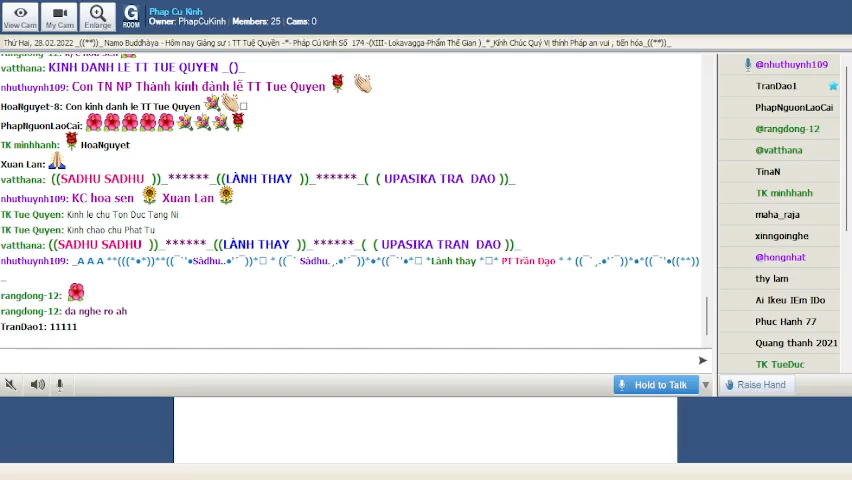 View Cam
My Cam
Enlarge
G ROOM
Phap Cu Kinh
Owner: PhapCuKinh | Members: 25 | Cams: 0
Thứ Hai, 28.02.2022 _((**))_ Namo Buddhàya - Hôm nay Giảng sư : TT Tuệ Quyền -*- Pháp Cú Kinh Số 174 -(XIII- Lokavagga-Phẩm Thế Gian )_*_Kính Chúc Quý Vị thính Pháp an vui , tiến hóa_((**))_
vatthana: KINH DANH LE TT TUE QUYEN _()_
nhuthuynh109: Con TN NP Thành kính đảnh lễ TT Tue Quyen
HoaNguyet-8: Con kinh danh le TT Tue Quyen
PhapNguonLaoCai:
TK minhhanh: HoaNguyet
Xuan Lan:
vatthana: ((SADHU SADHU ))_******_((LÀNH THAY ))_******_( ( UPASIKA TRA DAO ))_
nhuthuynh109: KC hoa sen Xuan Lan
TK Tue Quyen: Kinh le chu Ton Duc Tang Ni
TK Tue Quyen: Kinh chao chu Phat Tu
vatthana: ((SADHU SADHU ))_******_((LÀNH THAY ))_******_( ( UPASIKA TRAN DAO ))_
nhuthuynh109: _A A A **(((*•*))**((¯`'•Sàdhu..•'´¯))*□ * ((¯` Sàdhu.,.•'´¯))*•*((¯`'•*□ *Lành thay *□* PT Trần Đạo * * ((¯` ,.•'´¯))*•*((¯`'•((**))
_
rangdong-12:
rangdong-12: da nghe ro ah
TranDao1: 11111
@nhuthuynh109
TranDao1
PhapNguonLaoCai
@rangdong-12
@vatthana
TinaN
TK minhhanh
maha_raja
xinngoinghe
@hongnhat
thy lam
Ai Ikeu IEm IDo
Phuc Hanh 77
Quang thanh 2021
TK TueDuc
Hold to Talk
Raise Hand